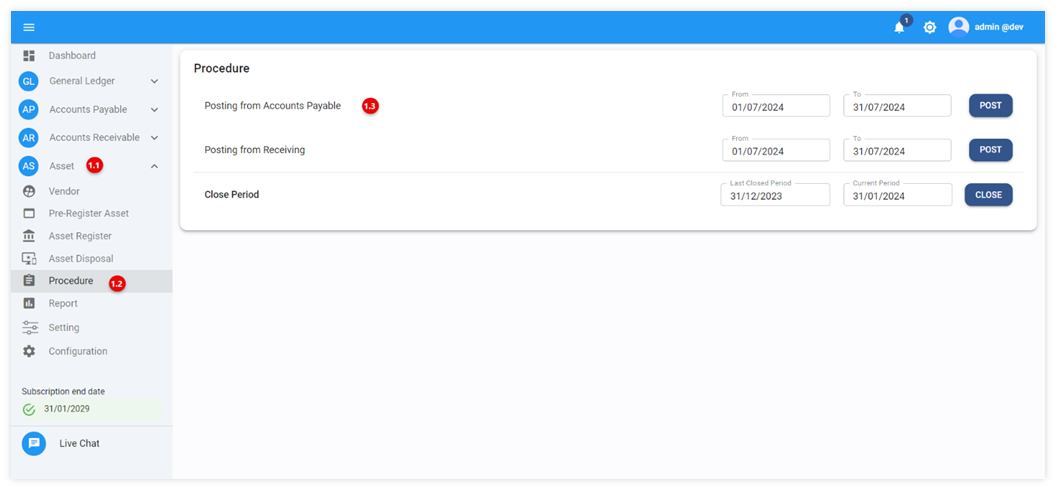 1
admin @dev
Dashboard
GL General Ledger
AP Accounts Payable
AR Accounts Receivable
AS Asset 1.1
Vendor
Pre-Register Asset
Asset Register
Asset Disposal
Procedure 1.2
Report
Setting
Configuration
Subscription end date
31/01/2029
Live Chat
Procedure
Posting from Accounts Payable 1.3
From
01/07/2024
To
31/07/2024
POST
Posting from Receiving
From
01/07/2024
To
31/07/2024
POST
Close Period
Last Closed Period
31/12/2023
Current Period
31/01/2024
CLOSE